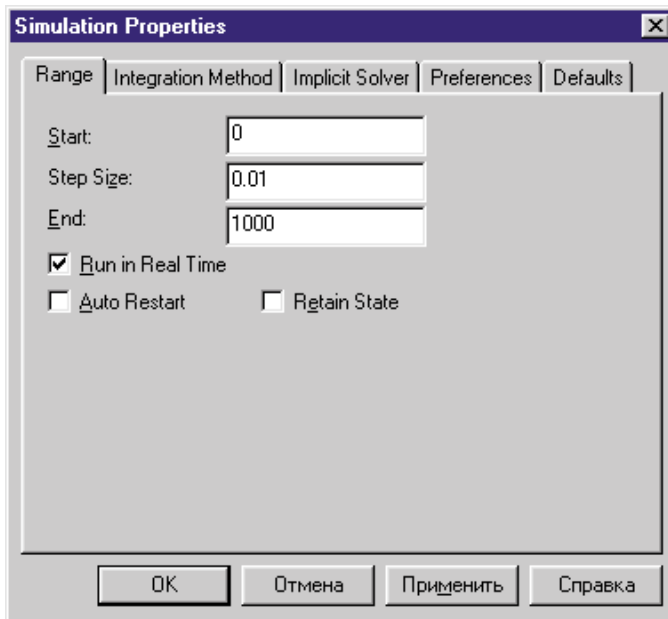 Simulation Properties
Range Integration Method Implicit Solver Preferences Defaults
Start: 0
Step Size: 0.01
End: 1000
Run in Real Time
Auto Restart Retain State
OK Отмена Применить Справка